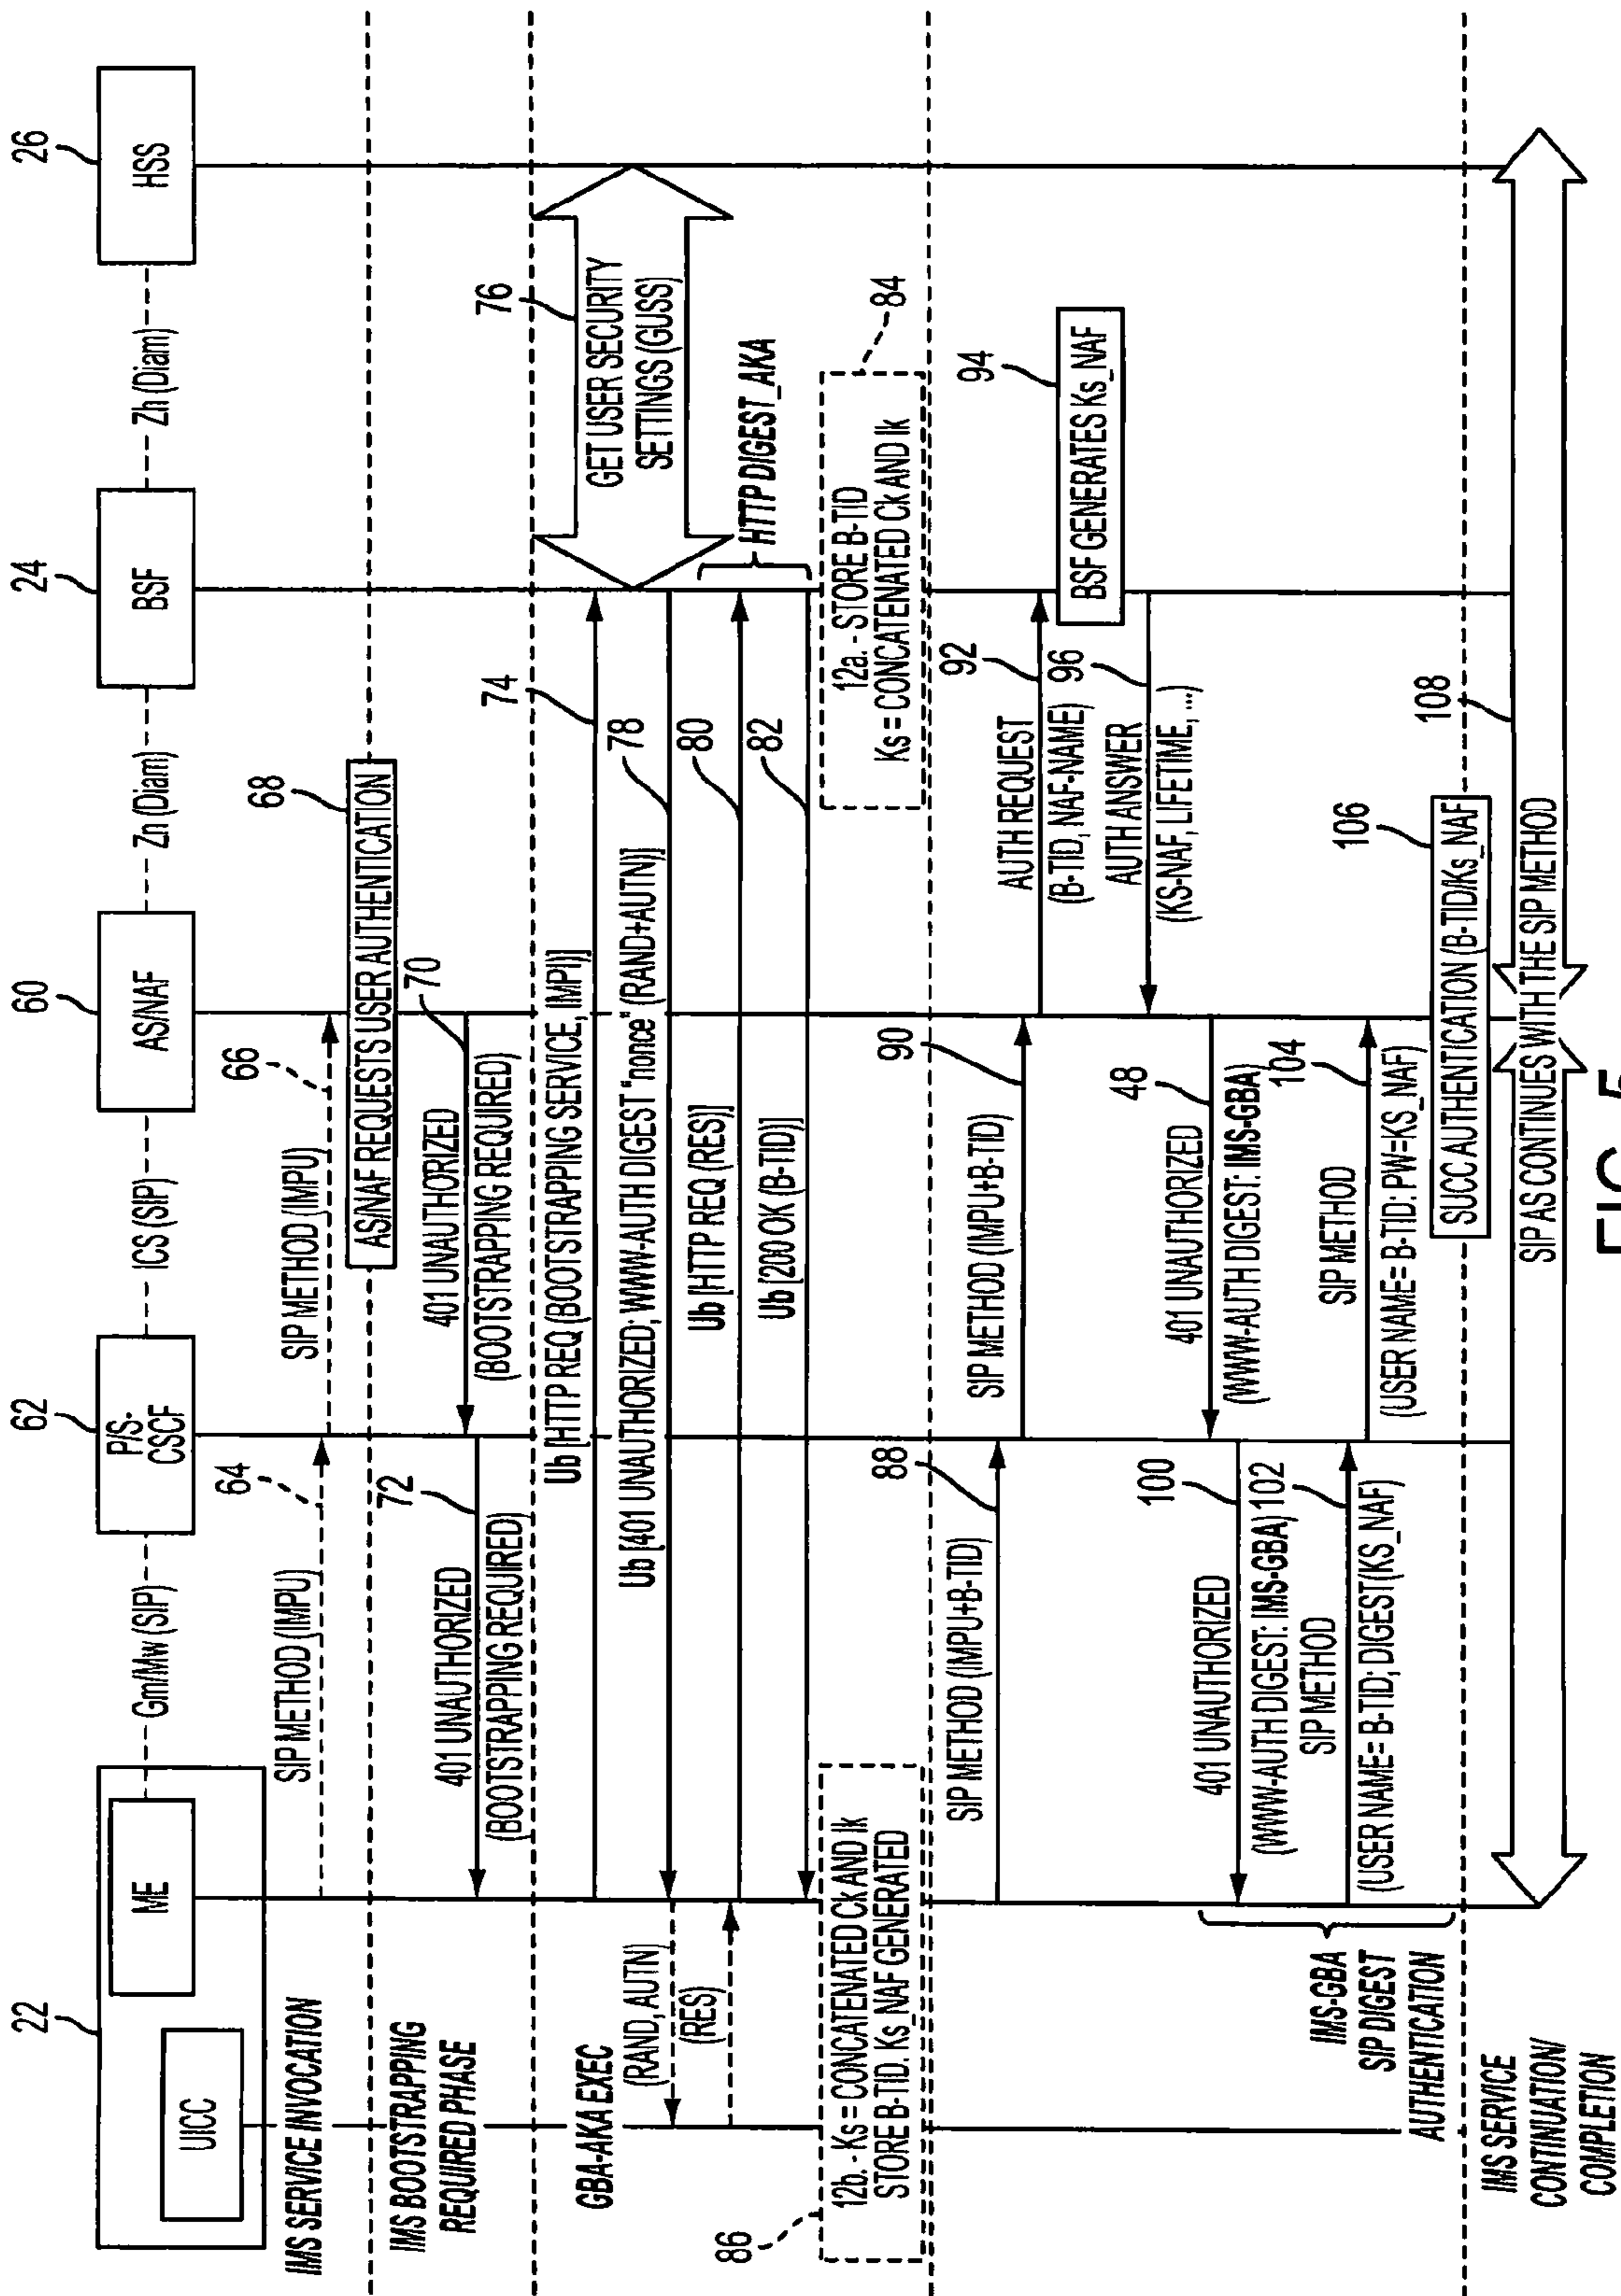 22
UICC
ME
Gm/Mw (SIP)
62
P/S-
CSCF
ICS (SIP)
60
AS/NAF
Zn (Diam)
24
BSF
Zh (Diam)
26
HSS
IMS SERVICE INVOCATION
SIP METHOD (IMPU)
64
SIP METHOD (IMPU)
66
68
AS/NAF REQUESTS USER AUTHENTICATION
IMS BOOTSTRAPPING
REQUIRED PHASE
401 UNAUTHORIZED
(BOOTSTRAPPING REQUIRED)
72
401 UNAUTHORIZED
(BOOTSTRAPPING REQUIRED)
70
GBA-AKA EXEC
Ub [HTTP REQ (BOOTSTRAPPING SERVICE, IMPI)]
74
76
GET USER SECURITY
SETTINGS (GUSS)
Ub [401 UNAUTHORIZED; WWW-AUTH DIGEST "nonce" (RAND+AUTN)]
78
(RAND, AUTN)
(RES)
Ub [HTTP REQ (RES)]
80
HTTP DIGEST_AKA
Ub [200 OK (B-TID)]
82
86
12b. - Ks = CONCATENATED CK AND IK
STORE B-TID. Ks_NAF GENERATED
12a. - STORE B-TID
Ks = CONCATENATED CK AND IK
84
SIP METHOD (IMPU+B-TID)
88
SIP METHOD (IMPU+B-TID)
90
AUTH REQUEST
(B-TID, NAF-NAME)
92
94
BSF GENERATES Ks_NAF
AUTH ANSWER
(KS-NAF, LIFETIME, ...)
96
401 UNAUTHORIZED
(WWW-AUTH DIGEST: IMS-GBA)
48
401 UNAUTHORIZED
(WWW-AUTH DIGEST: IMS-GBA)
100
IMS-GBA
SIP DIGEST
AUTHENTICATION
SIP METHOD
(USER NAME= B-TID; DIGEST(KS_NAF)
102
SIP METHOD
(USER NAME= B-TID: PW=KS_NAF)
104
106
SUCC AUTHENTICATION (B-TID/Ks_NAF
IMS SERVICE
CONTINUATION/
COMPLETION
SIP AS CONTINUES WITH THE SIP METHOD
108